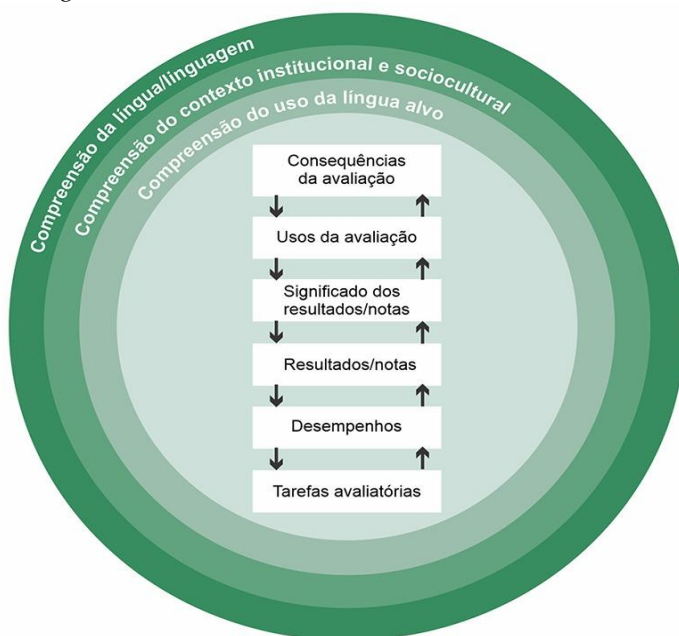 Compreensão da língua/linguagem
Compreensão do contexto institucional e sociocultural
Compreensão do uso da língua alvo
Consequências
da avaliação
Usos da avaliação
Significado dos
resultados/notas
Resultados/notas
Desempenhos
Tarefas avaliatórias